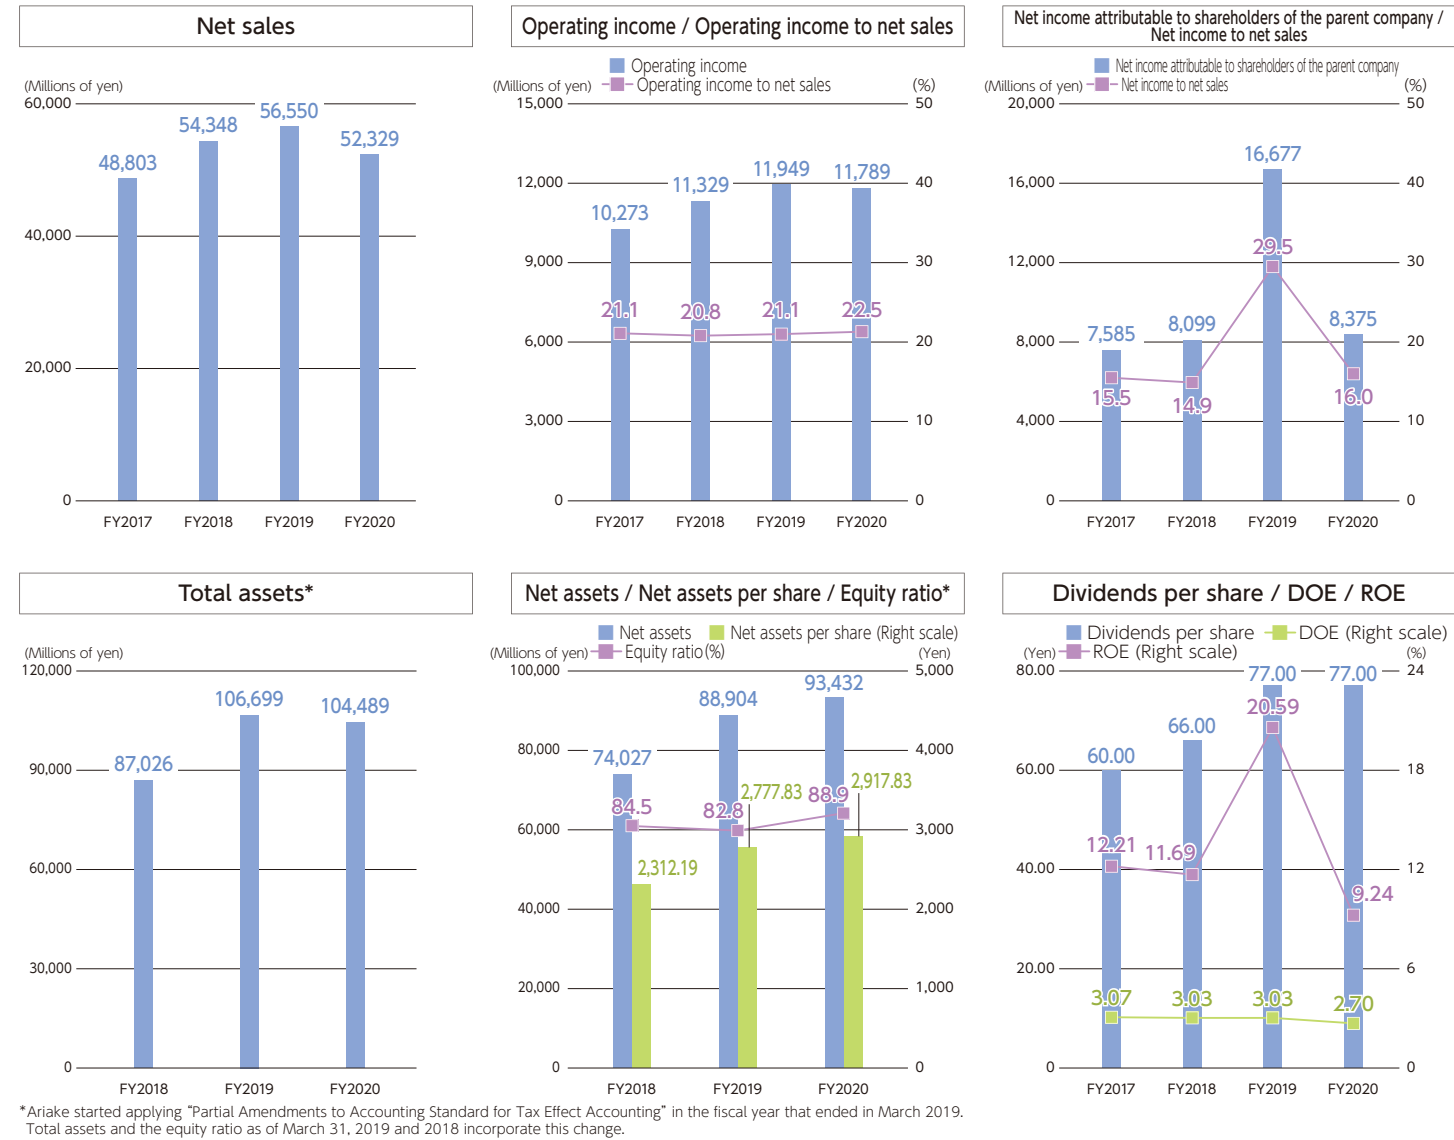 Net sales
(Millions of yen)
60,000
40,000
20,000
0
48,803
54,348
56,550
52,329
FY2017 FY2018 FY2019 FY2020
Operating income / Operating income to net sales
Operating income
(Millions of yen) Operating income to net sales (%)
15,000 50
12,000 40
9,000 30
6,000 20
3,000 10
0 0
10,273
11,329
11,949
11,789
21.1 20.8 21.1 22.5
FY2017 FY2018 FY2019 FY2020
Net income attributable to shareholders of the parent company /
Net income to net sales
Net income attributable to shareholders of the parent company
(Millions of yen) Net income to net sales (%)
20,000 50
16,000 40
12,000 30
8,000 20
4,000 10
0 0
7,585
8,099
16,677
8,375
15.5
14.9
29.5
16.0
FY2017 FY2018 FY2019 FY2020
Total assets*
(Millions of yen)
120,000
90,000
60,000
30,000
0
87,026
106,699
104,489
FY2018 FY2019 FY2020
Net assets / Net assets per share / Equity ratio*
Net assets Net assets per share (Right scale)
(Millions of yen) Equity ratio(%) (Yen)
100,000 5,000
80,000 4,000
60,000 3,000
40,000 2,000
20,000 1,000
0 0
74,027
88,904
93,432
84.5
82.8
88.9
2,312.19
2,777.83
2,917.83
FY2018 FY2019 FY2020
Dividends per share / DOE / ROE
Dividends per share DOE (Right scale)
(Yen) ROE (Right scale) (%)
80.00 24
60.00 18
40.00 12
20.00 6
0 0
60.00
66.00
77.00
77.00
12.21
11.69
20.59
9.24
3.07
3.03
3.03
2.70
FY2017 FY2018 FY2019 FY2020
*Ariake started applying “Partial Amendments to Accounting Standard for Tax Effect Accounting” in the fiscal year that ended in March 2019.
Total assets and the equity ratio as of March 31, 2019 and 2018 incorporate this change.